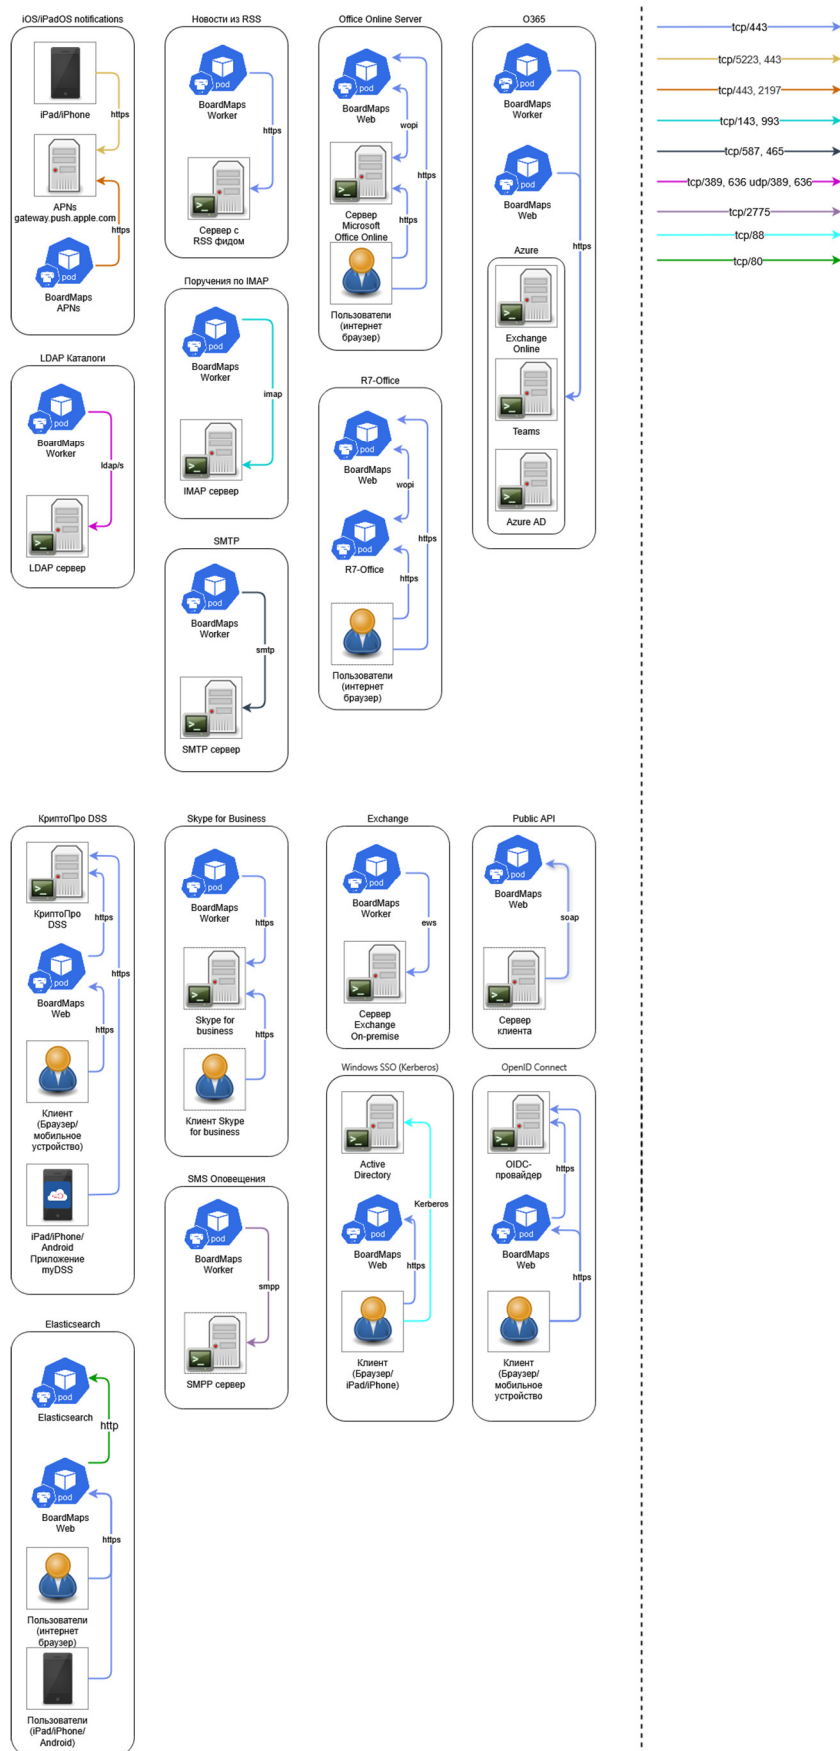 iOS/iPadOS notifications
iPad/iPhone
https
APNs
gateway.push.apple.com
https
pod
BoardMaps
APNs
Новости из RSS
pod
BoardMaps
Worker
https
Сервер с
RSS фидом
Office Online Server
pod
BoardMaps
Web
wopi
https
Сервер
Microsoft
Office Online
https
Пользователи
(интернет
браузер)
O365
pod
BoardMaps
Worker
pod
BoardMaps
Web
https
Azure
Exchange
Online
Teams
Azure AD
tcp/443
tcp/5223, 443
tcp/443, 2197
tcp/143, 993
tcp/587, 465
tcp/389, 636 udp/389, 636
tcp/2775
tcp/88
tcp/80
LDAP Каталоги
pod
BoardMaps
Worker
ldap/s
LDAP сервер
Поручения по IMAP
pod
BoardMaps
Worker
imap
IMAP сервер
R7-Office
pod
BoardMaps
Web
wopi
https
pod
R7-Office
https
Пользователи
(интернет
браузер)
SMTP
pod
BoardMaps
Worker
smtp
SMTP сервер
КриптоПро DSS
КриптоПро
DSS
https
https
pod
BoardMaps
Web
https
Клиент
(Браузер/
мобильное
устройство)
iPad/iPhone/
Android
Приложение
myDSS
Skype for Business
pod
BoardMaps
Worker
https
Skype for
business
https
Клиент Skype
for business
Exchange
pod
BoardMaps
Worker
ews
Сервер
Exchange
On-premise
Public API
pod
BoardMaps
Web
soap
Сервер
клиента
SMS Оповещения
pod
BoardMaps
Worker
smpp
SMPP сервер
Windows SSO (Kerberos)
Active
Directory
Kerberos
pod
BoardMaps
Web
https
Клиент
(Браузер/
iPad/iPhone)
OpenID Connect
OIDC-
провайдер
https
pod
BoardMaps
Web
https
Клиент
(Браузер/
мобильное
устройство
Elasticsearch
pod
Elasticsearch
http
pod
BoardMaps
Web
https
Пользователи
(интернет
браузер)
Пользователи
(iPad/iPhone/
Android)